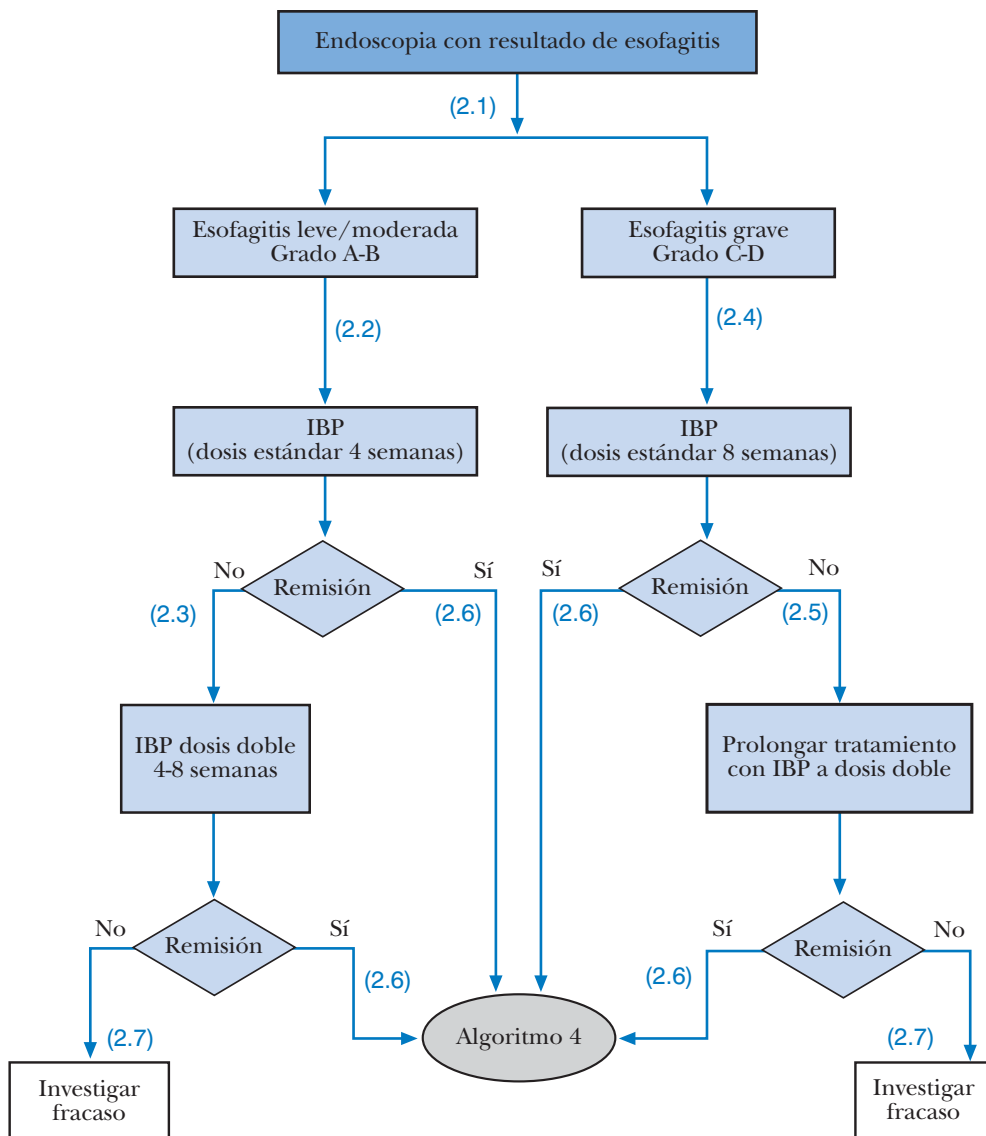 Endoscopia con resultado de esofagitis
(2.1)
Esofagitis leve/moderada
Grado A-B
Esofagitis grave
Grado C-D
(2.2)
(2.4)
IBP
(dosis estándar 4 semanas)
IBP
(dosis estándar 8 semanas)
No
Remisión
Sí
Sí
Remisión
No
(2.3)
(2.6)
(2.6)
(2.5)
IBP dosis doble
4-8 semanas
Prolongar tratamiento
con IBP a dosis doble
No
Remisión
Sí
Sí
Remisión
No
(2.6)
(2.6)
(2.7)
Algoritmo 4
(2.7)
Investigar
fracaso
Investigar
fracaso